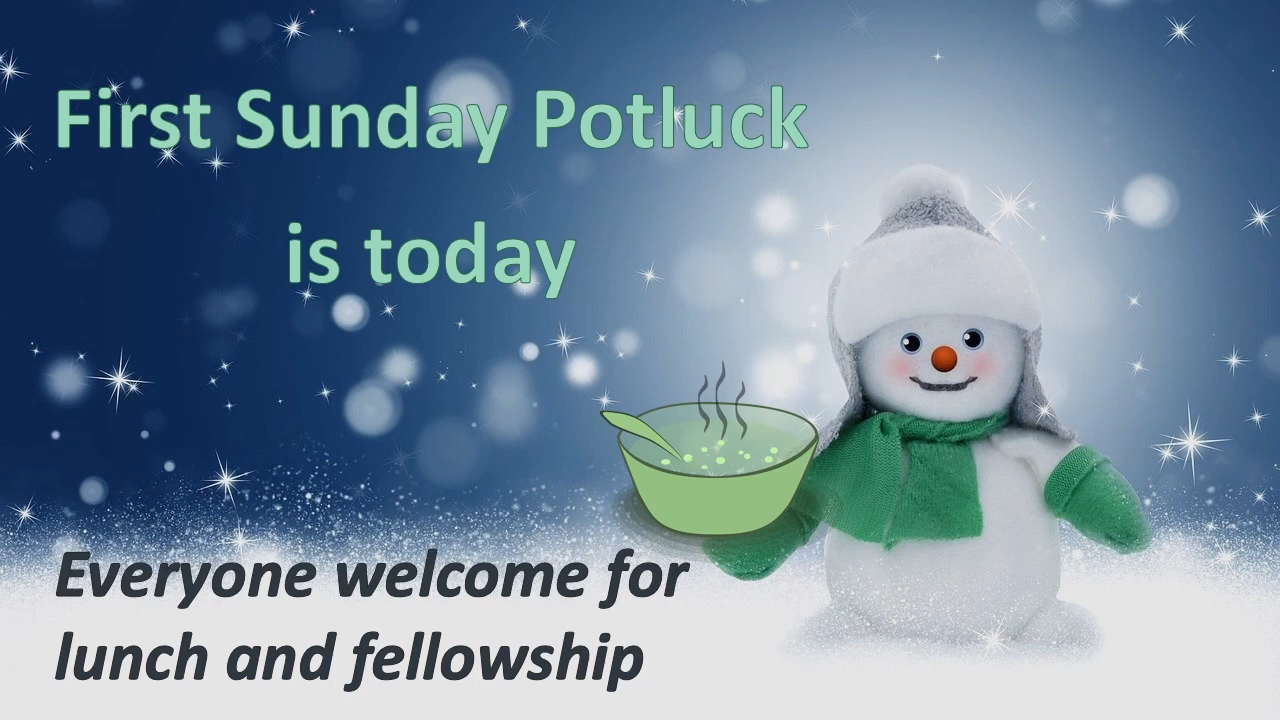 First Sunday Potluck
is today
Everyone welcome for
lunch and fellowship